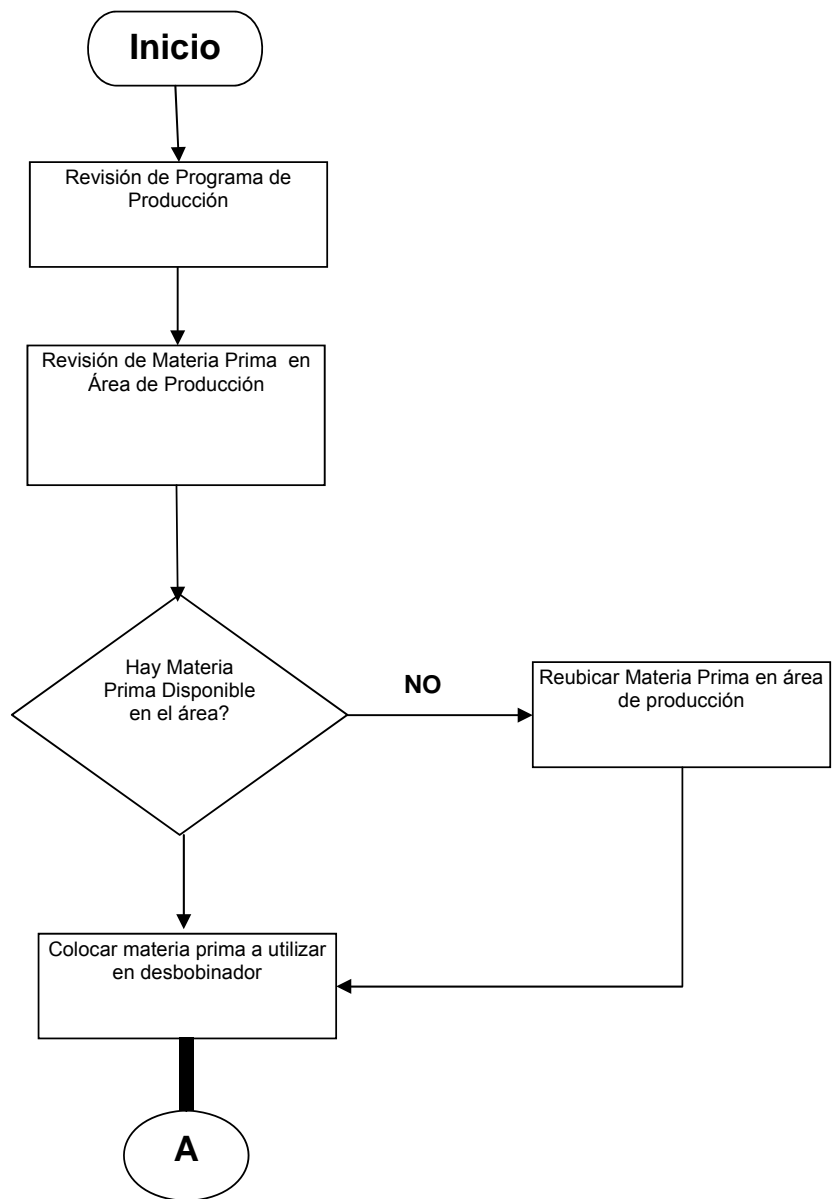 Inicio
Revisión de Programa de
Producción
Revisión de Materia Prima en
Área de Producción
Hay Materia
Prima Disponible
en el área?
NO
Reubicar Materia Prima en área
de producción
Colocar materia prima a utilizar
en desbobinador
A